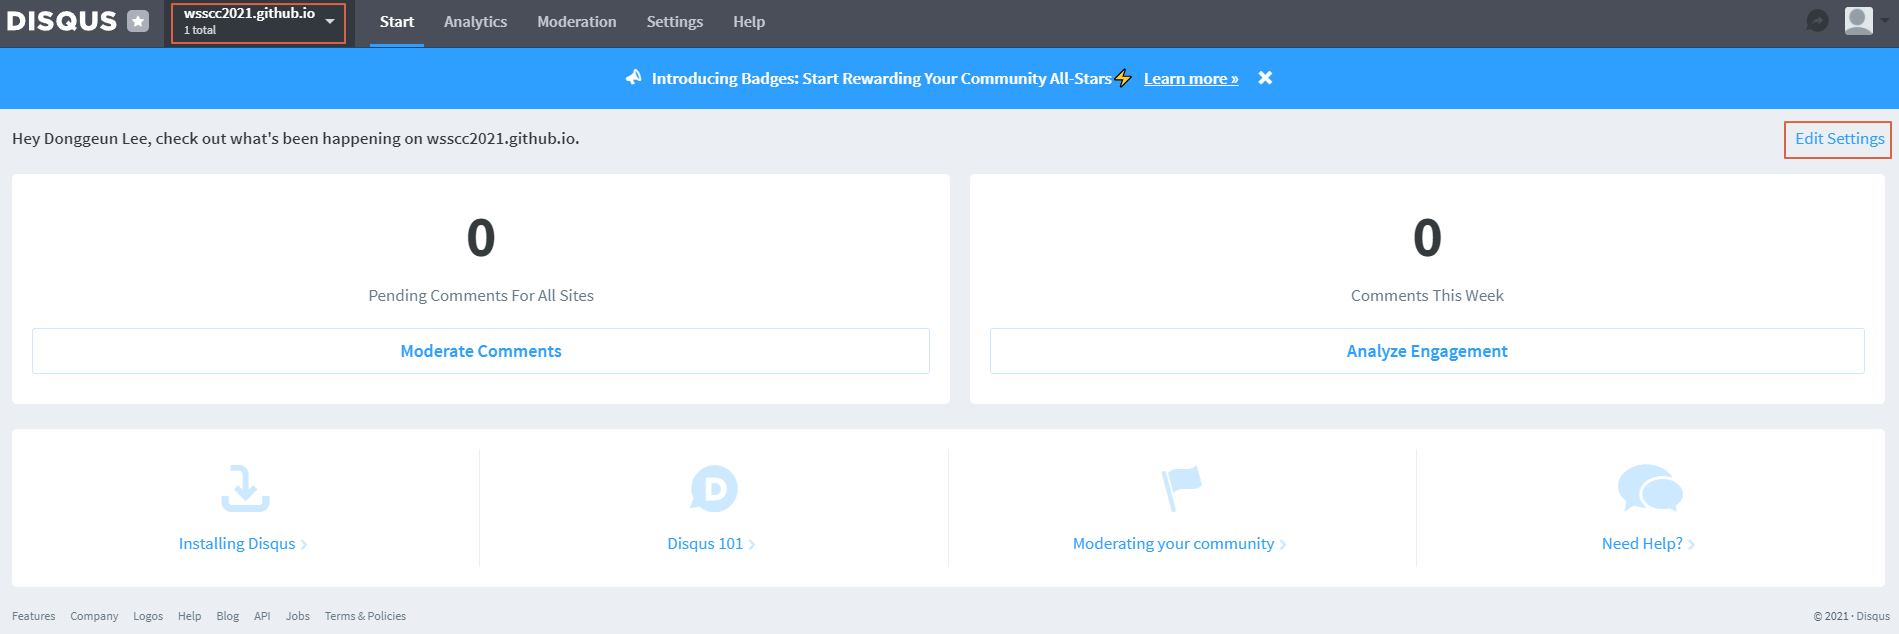 DISQUS
wsscc2021.github.io
1 total
Start Analytics Moderation Settings Help
Introducing Badges: Start Rewarding Your Community All-Stars⚡ Learn more »
Hey Donggeun Lee, check out what's been happening on wsscc2021.github.io.
Edit Settings
0
Pending Comments For All Sites
Moderate Comments
0
Comments This Week
Analyze Engagement
Installing Disqus
D
Disqus 101
Moderating your community
Need Help?
Features Company Logos Help Blog API Jobs Terms & Policies
© 2021 · Disqus